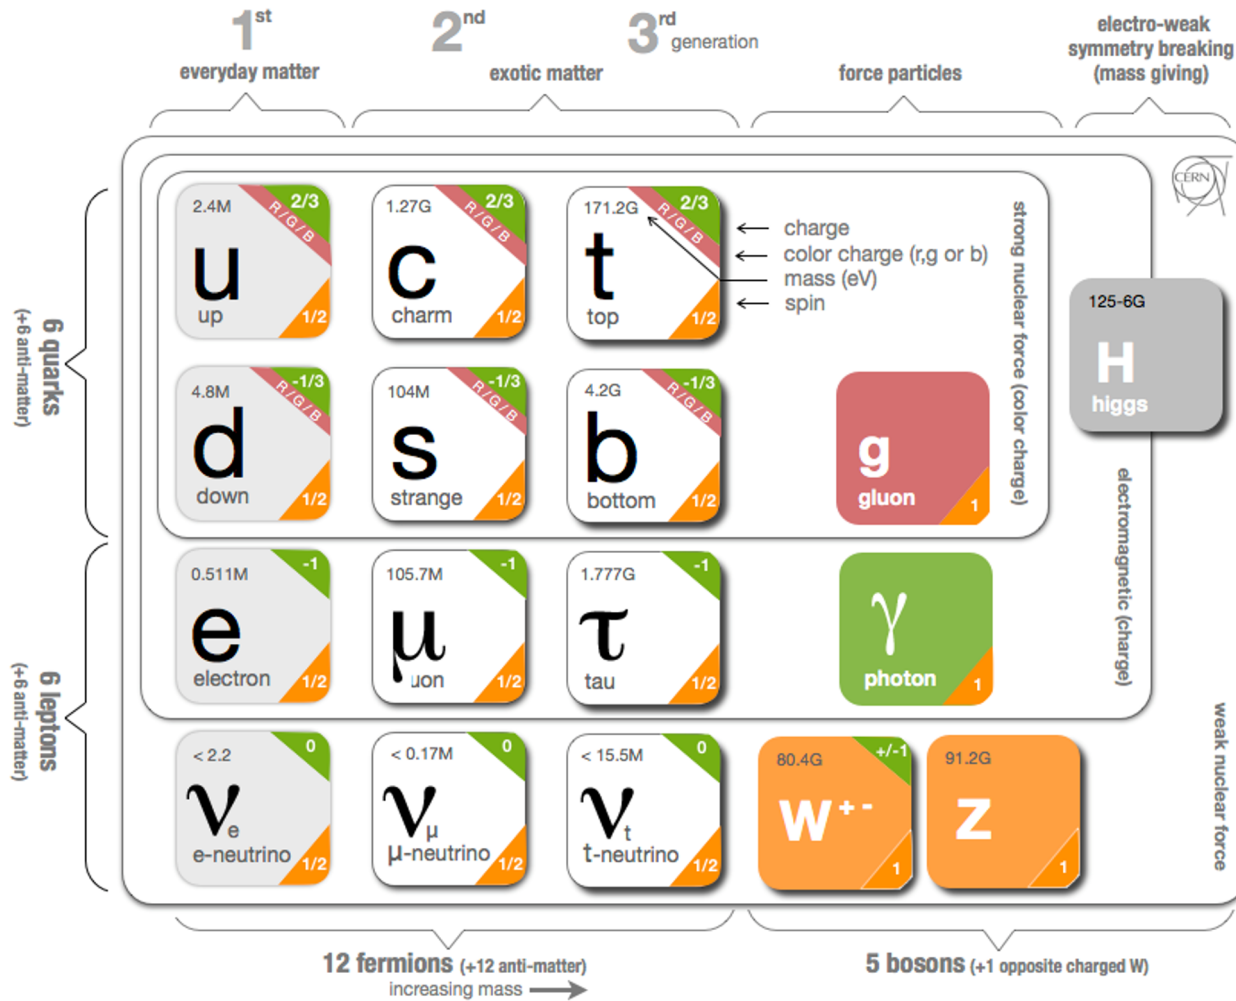 1st
2nd
3rd generation
everyday matter
exotic matter
force particles
electro-weak
symmetry breaking
(mass giving)
CERN
6 quarks
(+6 anti-matter)
2.4M
2/3
R/G/B
u
up
1/2
1.27G
2/3
R/G/B
c
charm
1/2
171.2G
2/3
R/G/B
t
top
1/2
charge
color charge (r,g or b)
mass (eV)
spin
strong nuclear force (color charge)
125-6G
H
higgs
4.8M
-1/3
R/G/B
d
down
1/2
104M
-1/3
R/G/B
s
strange
1/2
4.2G
-1/3
R/G/B
b
bottom
1/2
g
gluon
1
electromagnetic (charge)
6 leptons
(+6 anti-matter)
0.511M
-1
e
electron
1/2
105.7M
-1
μ
uon
1/2
1.777G
-1
τ
tau
1/2
γ
photon
1
weak nuclear force
< 2.2
0
νe
e-neutrino
1/2
< 0.17M
0
νμ
μ-neutrino
1/2
< 15.5M
0
νt
t-neutrino
1/2
80.4G
+/-1
W+-
1
91.2G
Z
1
12 fermions (+12 anti-matter)
increasing mass
5 bosons (+1 opposite charged W)